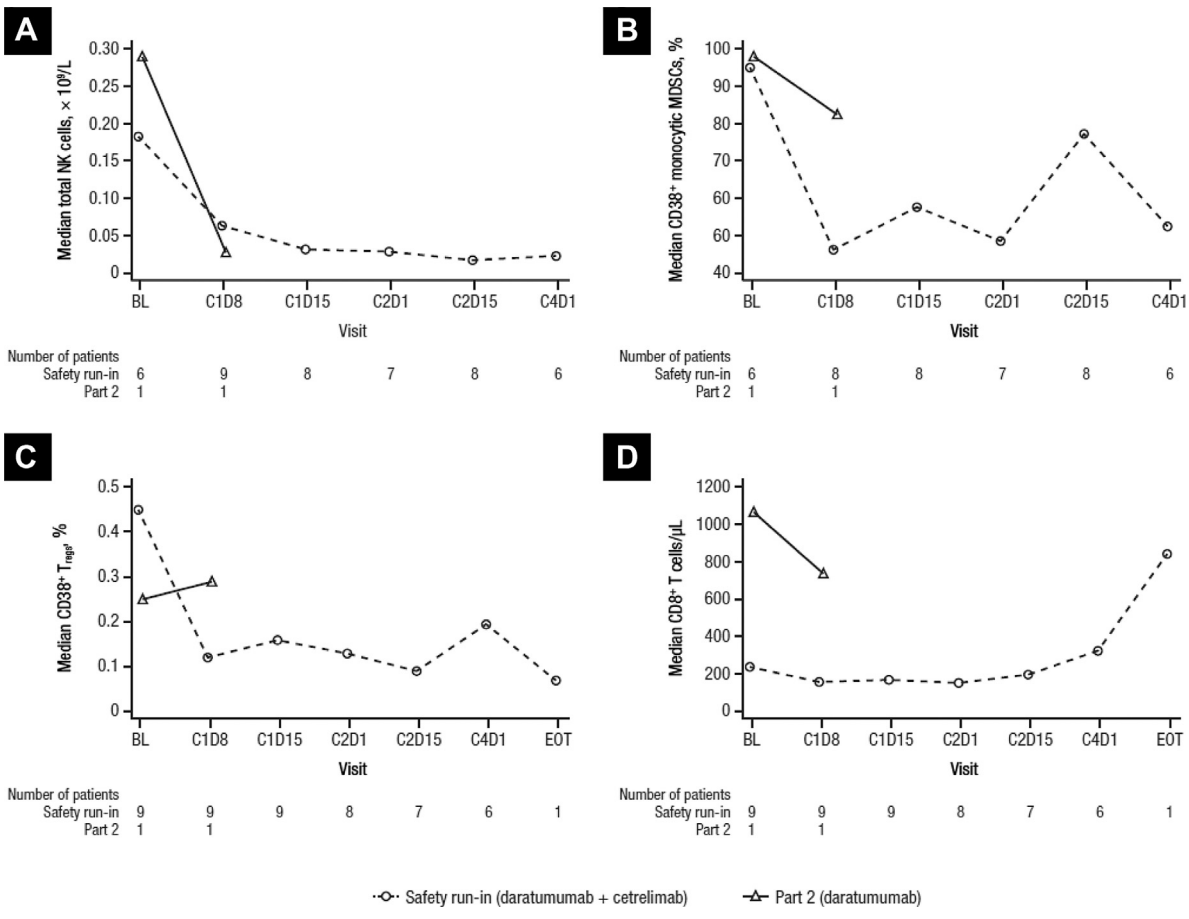 A
Median total NK cells, × 10⁹/L
0.30
0.25
0.20
0.15
0.10
0.05
0
BL C1D8 C1D15 C2D1 C2D15 C4D1
Visit
Number of patients
Safety run-in 6 9 8 7 8 6
Part 2 1 1
B
Median CD38⁺ monocytic MDSCs, %
100
90
80
70
60
60
40
BL C1D8 C1D15 C2D1 C2D15 C4D1
Visit
Number of patients
Safety run-in 6 8 8 7 8 6
Part 2 1 1
C
Median CD38⁺ Tregs, %
0.5
0.4
0.3
0.2
0.1
0
BL C1D8 C1D15 C2D1 C2D15 C4D1 EOT
Visit
Number of patients
Safety run-in 9 9 9 8 7 6 1
Part 2 1 1
D
Median CD8⁺ T cells/µL
1200
1000
800
600
400
200
0
BL C1D8 C1D15 C2D1 C2D15 C4D1 EOT
Visit
Number of patients
Safety run-in 9 9 9 8 7 6 1
Part 2 1 1
Safety run-in (daratumumab + cetrelimab) Part 2 (daratumumab)